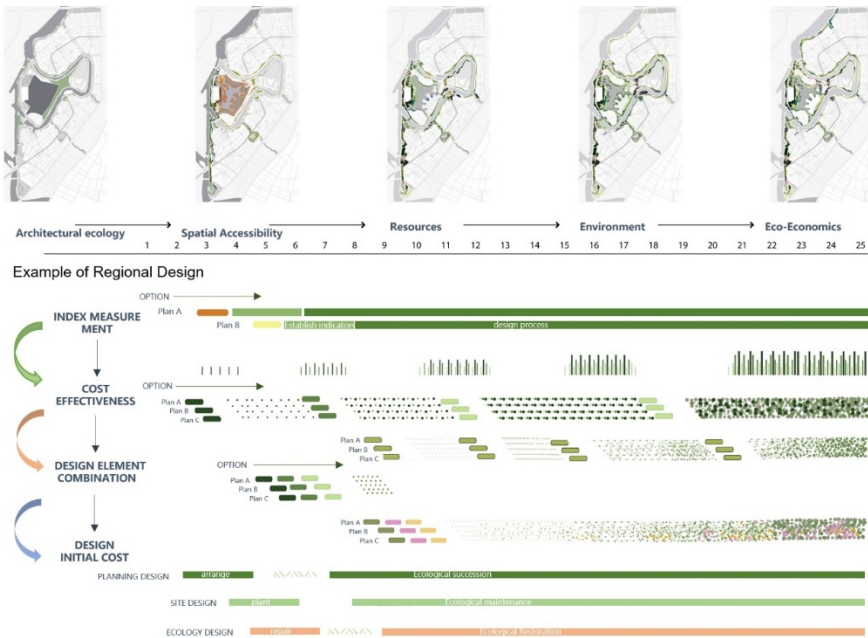 Architectural ecology
Spatial Accessibility
Resources
Environment
Eco-Economics
1 2 3 4 5 6 7 8 9 10 11 12 13 14 15 16 17 18 19 20 21 22 23 24 25
Example of Regional Design
OPTION
Plan A
INDEX MEASURE
MENT
Plan B
Establish indicators
design process
COST
EFFECTIVENESS
OPTION
Plan A
Plan B
Plan C
Plan A
Plan B
Plan C
DESIGN ELEMENT
COMBINATION
OPTION
Plan A
Plan B
Plan C
Plan A
Plan B
Plan C
DESIGN
INITIAL COST
PLANNING DESIGN
arrange
Ecological succession
SITE DESIGN
plant
Ecological maintenance
ECOLOGY DESIGN
repair
Ecological Restoration